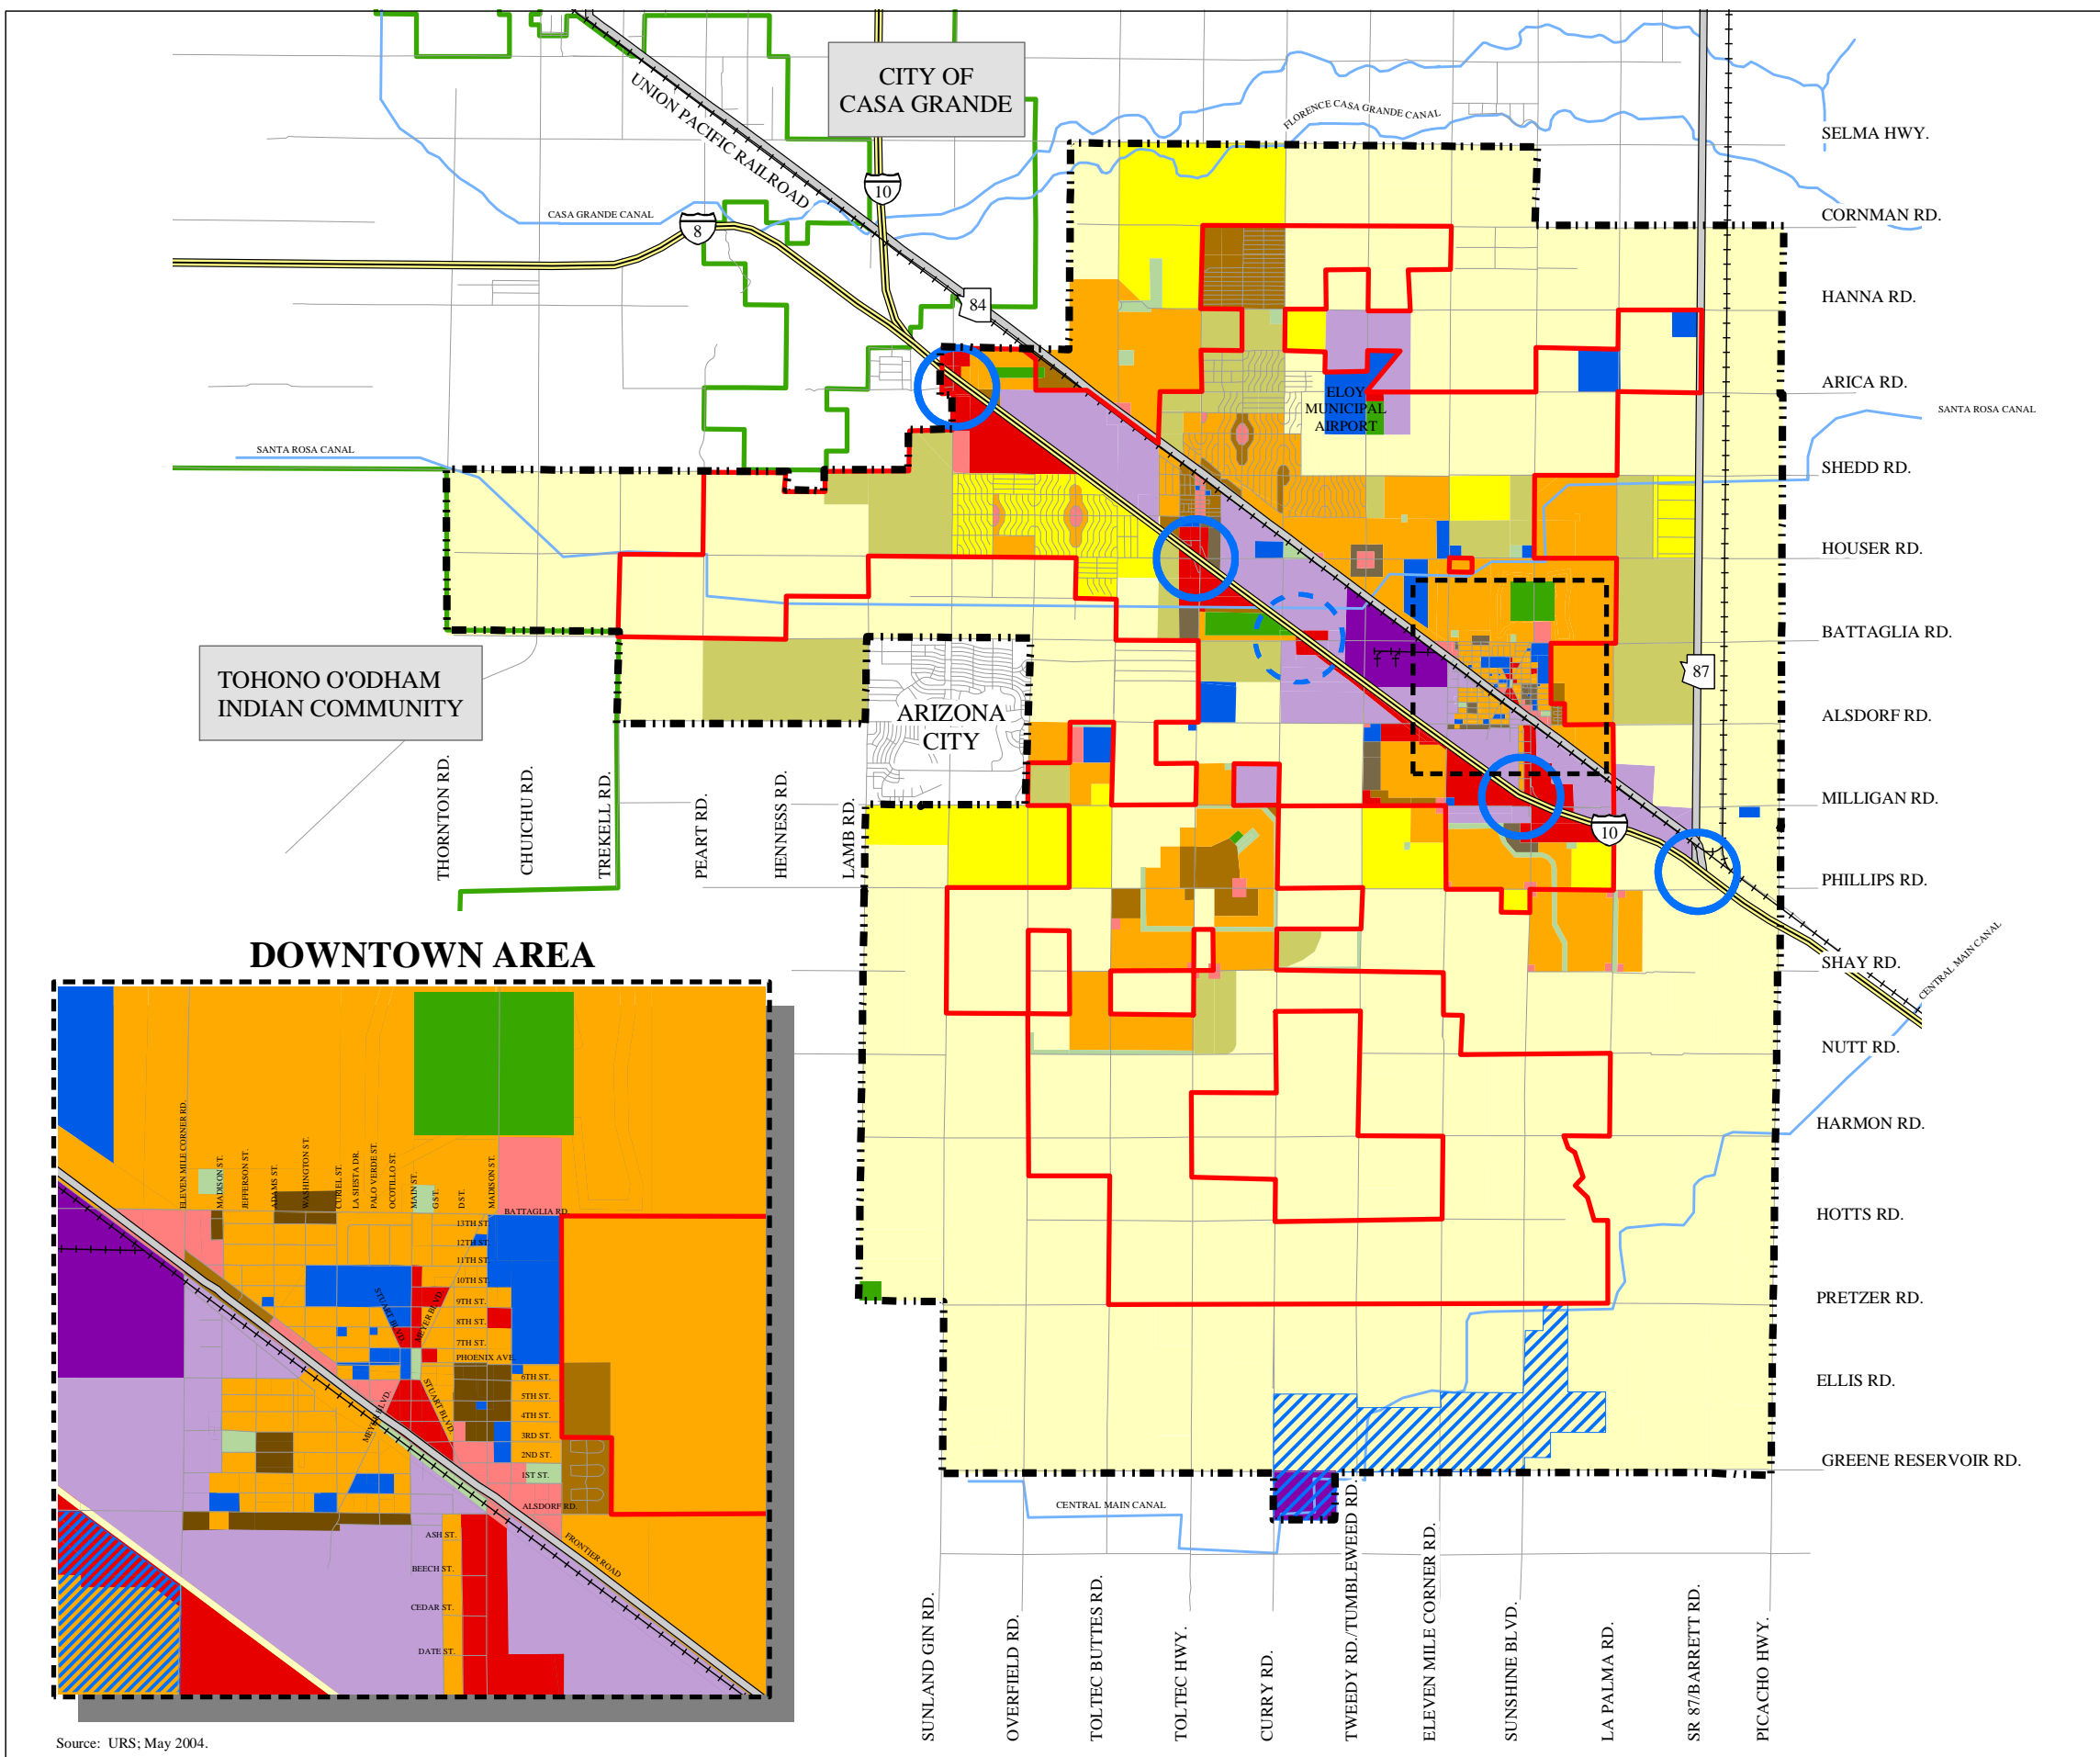 CITY OF
CASA GRANDE
UNION PACIFIC RAILROAD
FLORENCE CASA GRANDE CANAL
CASA GRANDE CANAL
10
8
84
SELMA HWY.
CORNMAN RD.
HANNA RD.
ARICA RD.
SANTA ROSA CANAL
ELOY
MUNICIPAL
AIRPORT
SANTA ROSA CANAL
SHEDD RD.
HOUSER RD.
BATTAGLIA RD.
87
TOHONO O'ODHAM
INDIAN COMMUNITY
ARIZONA
CITY
ALSDORF RD.
MILLIGAN RD.
10
PHILLIPS RD.
SHAY RD.
CENTRAL MAIN CANAL
NUTT RD.
HARMON RD.
HOTTS RD.
PRETZER RD.
ELLIS RD.
GREENE RESERVOIR RD.
THORNTON RD.
CHUICHU RD.
TREKELL RD.
PEART RD.
HENNESS RD.
LAMB RD.
DOWNTOWN AREA
ELEVEN MILE CORNER RD.
MADISON ST.
JEFFERSON ST.
ADAMS ST.
WASHINGTON ST.
CURIEL ST.
LA SIESTA DR.
PALO VERDE ST.
OCOTILLO ST.
MAIN ST.
G ST.
D ST.
MADISON ST.
BATTAGLIA RD.
13TH ST.
12TH ST.
11TH ST.
10TH ST.
9TH ST.
8TH ST.
7TH ST.
PHOENIX AVE.
6TH ST.
5TH ST.
4TH ST.
3RD ST.
2ND ST.
1ST ST.
ALSDORF RD.
STUART BLVD.
MEYER BLVD.
STUART BLVD.
MEYER BLVD.
FRONTIER ROAD
ASH ST.
BEECH ST.
CEDAR ST.
DATE ST.
CENTRAL MAIN CANAL
SUNLAND GIN RD.
OVERFIELD RD.
TOLTEC BUTTES RD.
TOLTEC HWY.
CURRY RD.
TWEEDY RD./TUMBLEWEED RD.
ELEVEN MILE CORNER RD.
SUNSHINE BLVD.
LA PALMA RD.
SR 87/BARRETT RD.
PICACHO HWY.
Source: URS; May 2004.